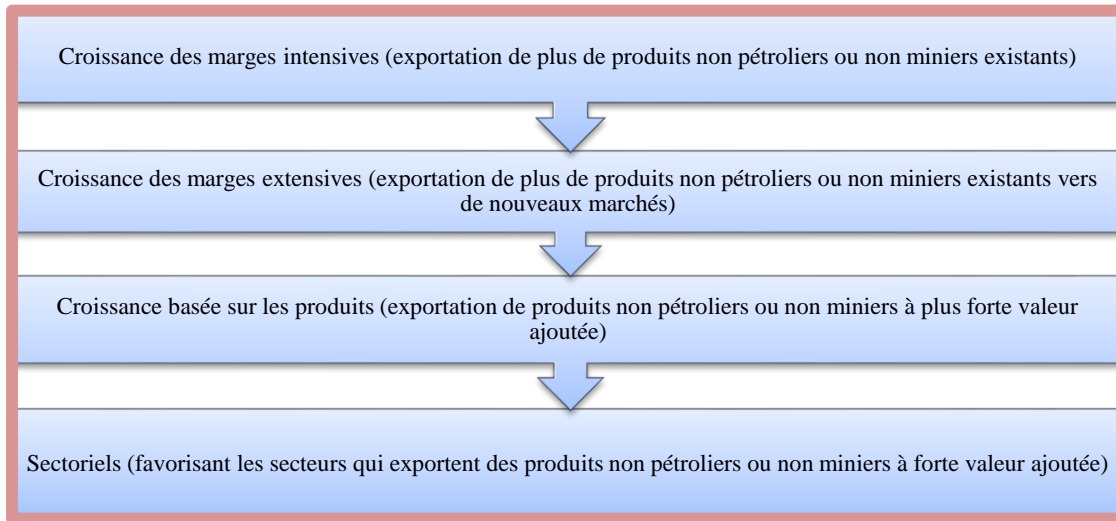 Croissance des marges intensives (exportation de plus de produits non pétroliers ou non miniers existants)
Croissance des marges extensives (exportation de plus de produits non pétroliers ou non miniers existants vers
de nouveaux marchés)
Croissance basée sur les produits (exportation de produits non pétroliers ou non miniers à plus forte valeur
ajoutée)
Sectoriels (favorisant les secteurs qui exportent des produits non pétroliers ou non miniers à forte valeur ajoutée)